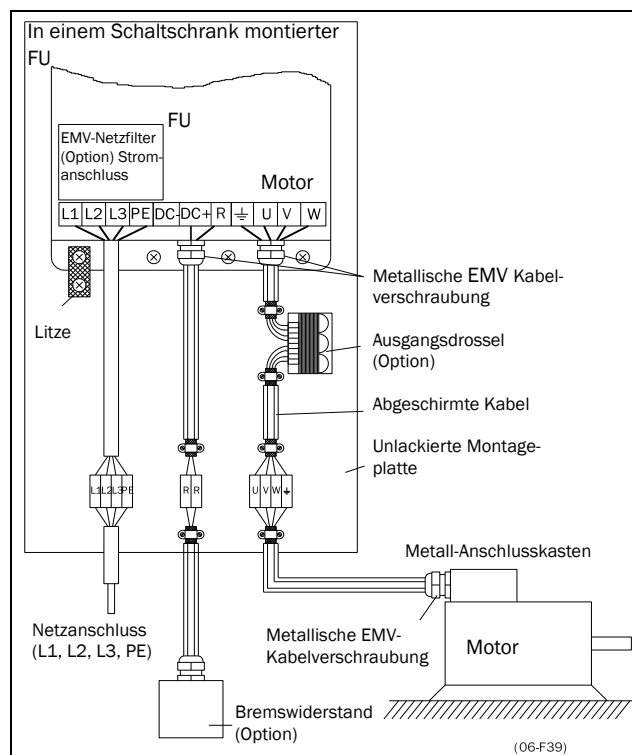 In einem Schaltschrank montierter
FU
FU
EMV-Netzfilter
(Option) Strom-
anschluss
Motor
L1 L2 L3 PE DC- DC+ R ⏚ U V W
Metallische EMV Kabel-
verschraubung
Litze
Ausgangsdrossel
(Option)
Abgeschirmte Kabel
Unlackierte Montage-
platte
L1 L2 L3 PE
R R
U V W ⏚
Metall-Anschlusskasten
Netzanschluss
(L1, L2, L3, PE)
Metallische EMV-
Kabelverschraubung
Motor
Bremswiderstand
(Option)
(06-F39)